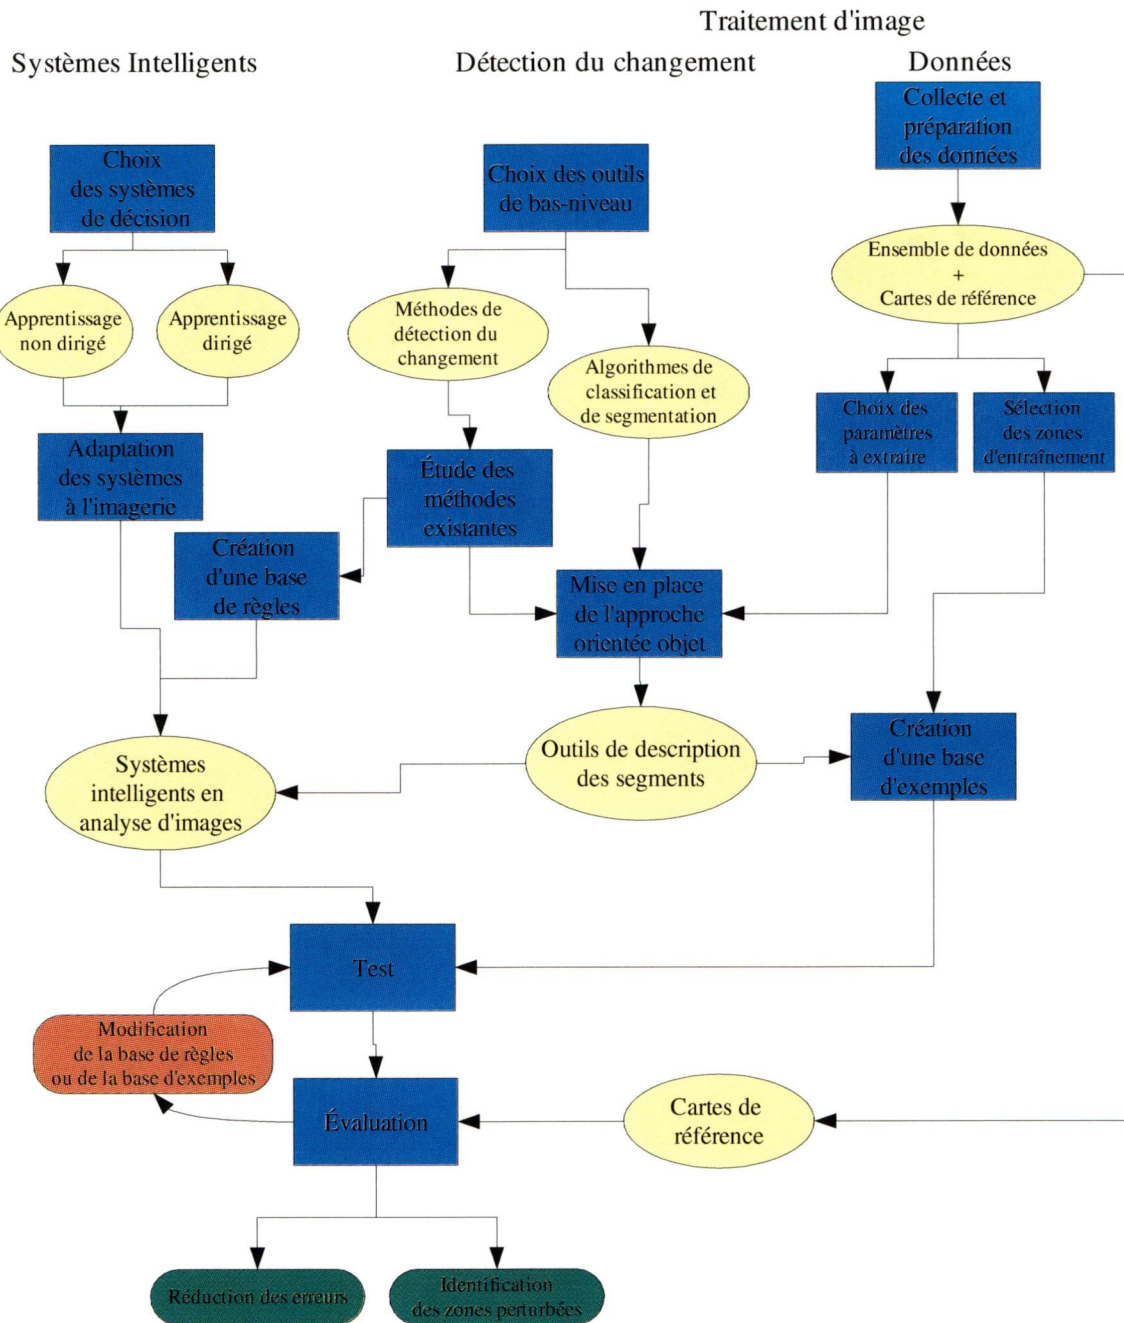 Traitement d'image
Systèmes Intelligents
Détection du changement
Données
Collecte et
préparation
des données
Choix
des systèmes
de décision
Choix des outils
de bas-niveau
Ensemble de données
+
Cartes de référence
Apprentissage
non dirigé
Apprentissage
dirigé
Méthodes de
détection du
changement
Algorithmes de
classification et
de segmentation
Choix des
paramètres
à extraire
Sélection
des zones
d'entraînement
Adaptation
des systèmes
à l'imagerie
Étude des
méthodes
existantes
Création
d'une base
de règles
Mise en place
de l'approche
orientée objet
Systèmes
intelligents en
analyse d'images
Outils de description
des segments
Création
d'une base
d'exemples
Test
Modification
de la base de règles
ou de la base d'exemples
Évaluation
Cartes de
référence
Réduction des erreurs
Identification
des zones perturbées